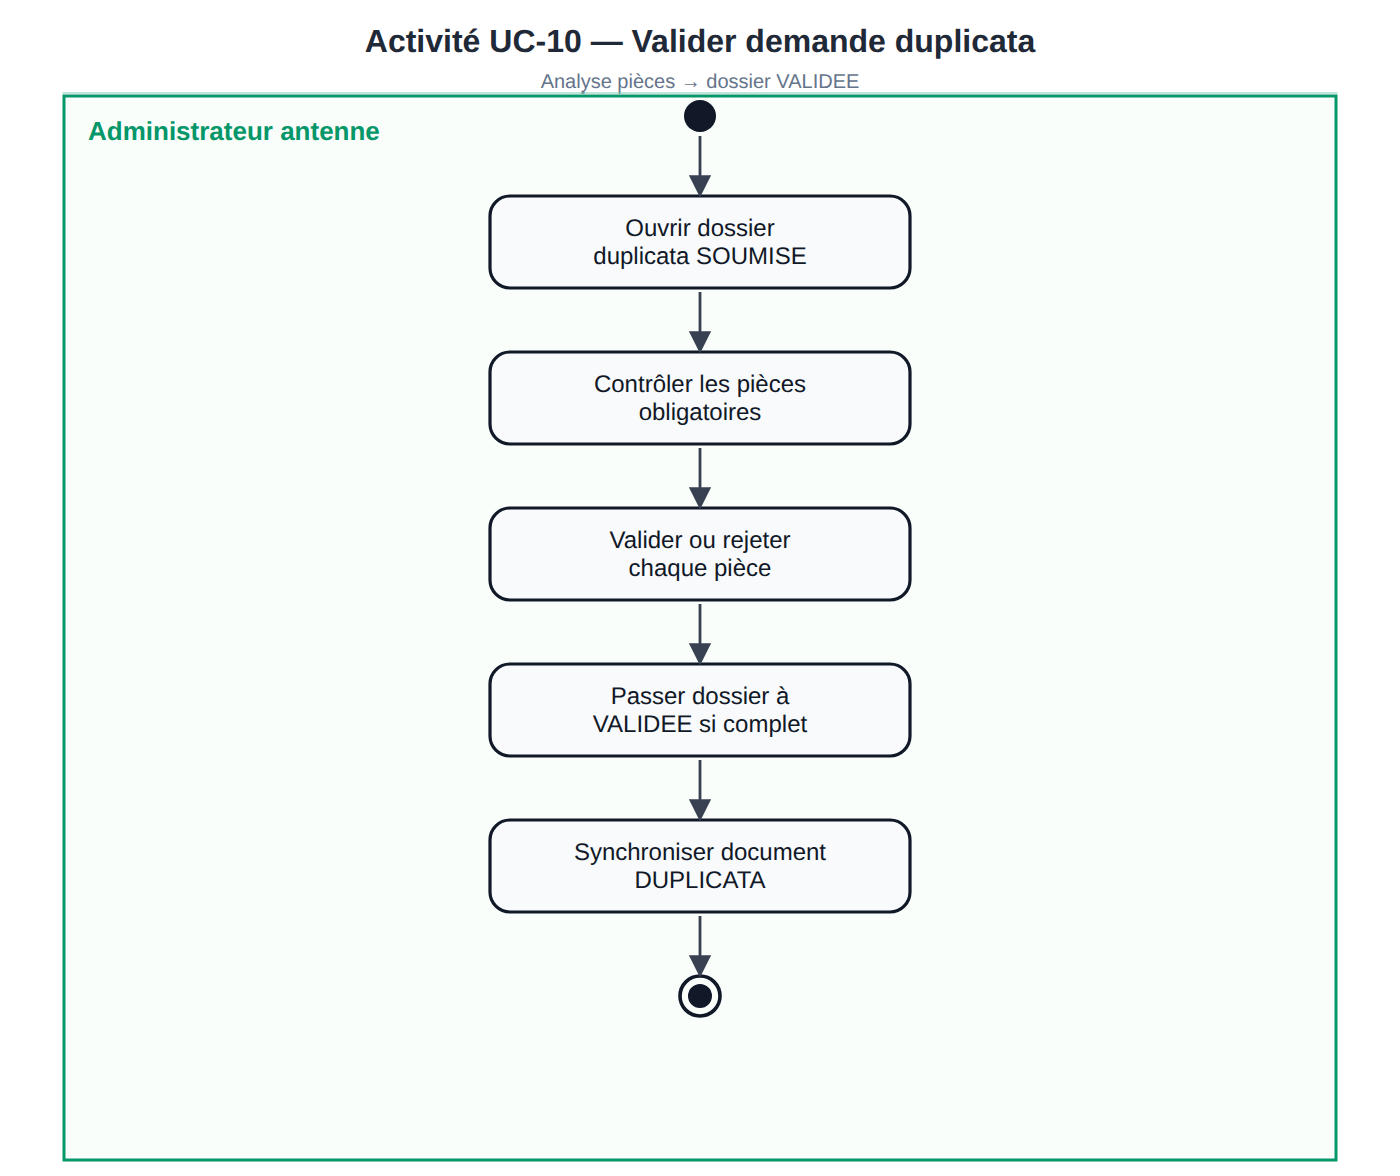 Activité UC-10 — Valider demande duplicata
Analyse pièces → dossier VALIDEE
Administrateur antenne
Ouvrir dossier
duplicata SOUMISE
Contrôler les pièces
obligatoires
Valider ou rejeter
chaque pièce
Passer dossier à
VALIDEE si complet
Synchroniser document
DUPLICATA